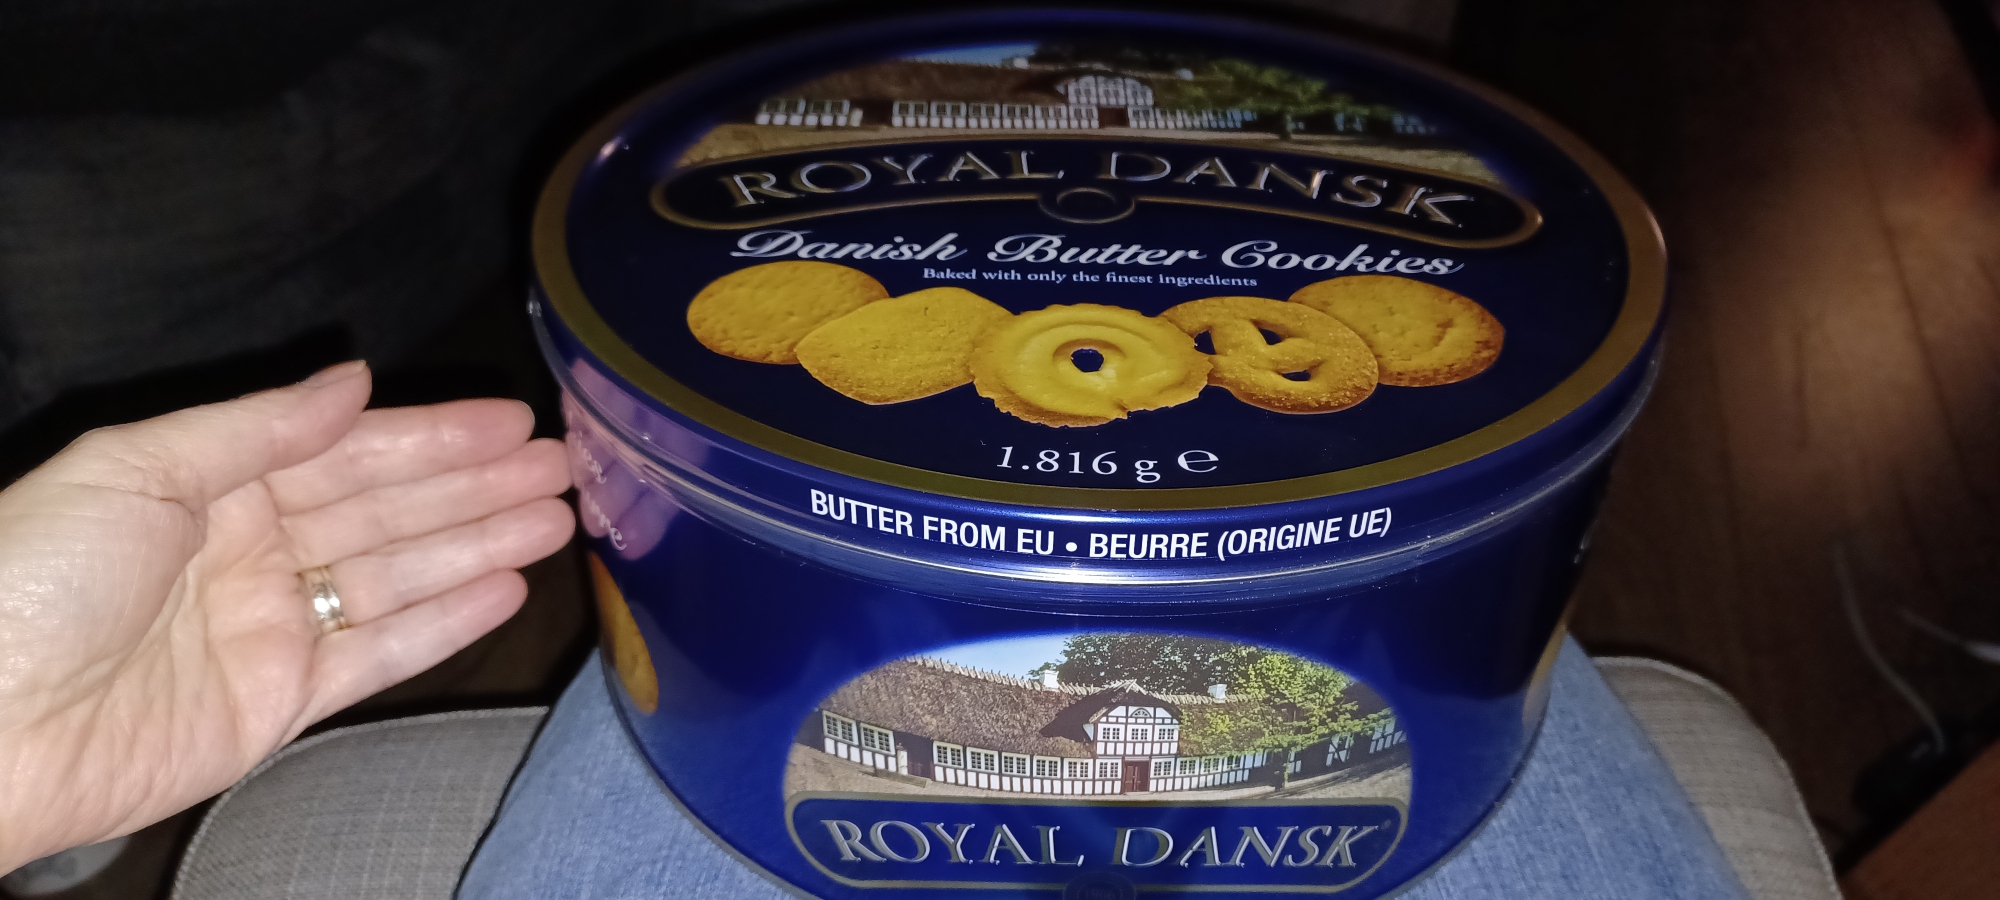 ROYAL DANSK
Danish Butter Cookies
Baked with only the finest ingredients
1.816 g ℮
BUTTER FROM EU • BEURRE (ORIGINE UE)
ROYAL DANSK